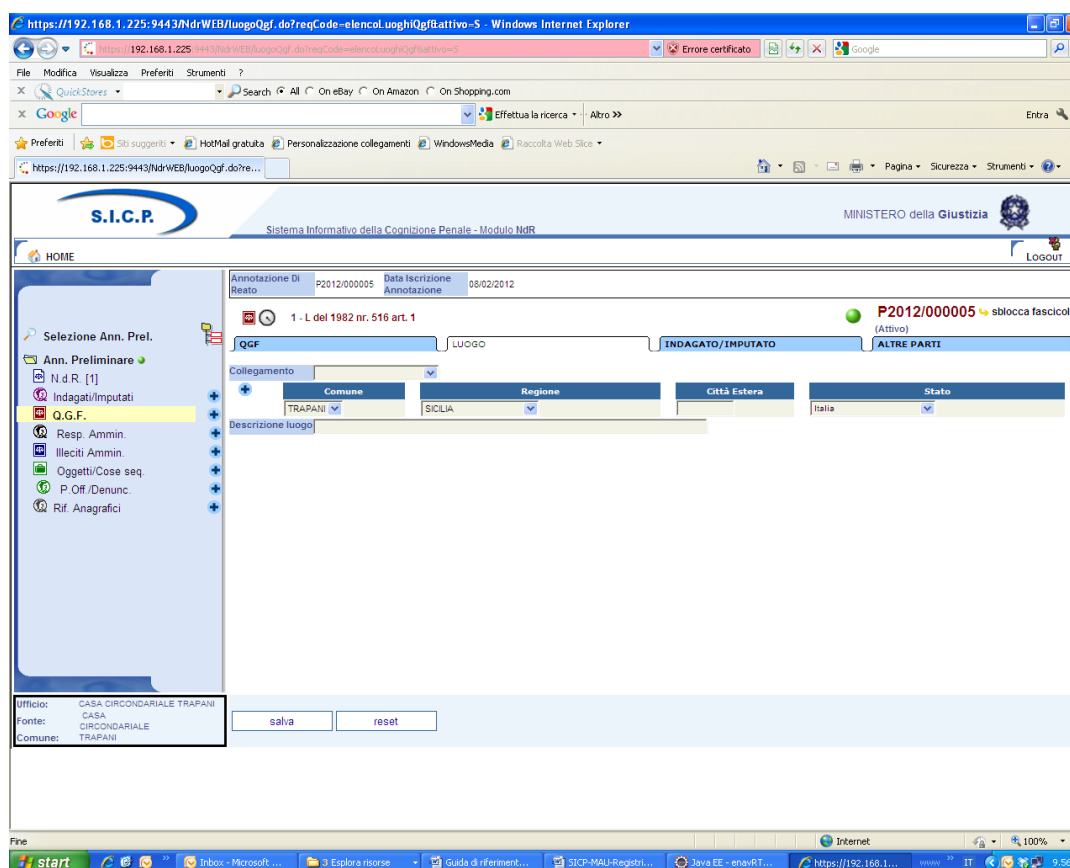 https://192.168.1.225:9443/NdrWEB/luogoQgf.do?reqCode=elencoLuoghiQgf&attivo=S - Windows Internet Explorer
https://192.168.1.225:9443/NdrWEB/luogoQgf.do?reqCode=elencoLuoghiQgf&attivo=S Errore certificato Google
File Modifica Visualizza Preferiti Strumenti ?
X QuickStores Search All On eBay On Amazon On Shopping.com
x Google Effettua la ricerca Altro >> Entra
Preferiti Siti suggeriti HotMail gratuita Personalizzazione collegamenti WindowsMedia Raccolta Web Slice
https://192.168.1.225:9443/NdrWEB/luogoQgf.do?re... Pagina Sicurezza Strumenti
S.I.C.P. MINISTERO della Giustizia
Sistema Informativo della Cognizione Penale - Modulo NdR
HOME LOGOUT
Annotazione Di Reato P2012/000005 Data Iscrizione Annotazione 08/02/2012
1 - L del 1982 nr. 516 art. 1 P2012/000005 sblocca fascicol
(Attivo)
QGF LUOGO INDAGATO/IMPUTATO ALTRE PARTI
Selezione Ann. Prel.
Ann. Preliminare
N.d.R. [1]
Indagati/Imputati
Q.G.F.
Resp. Ammin.
Illeciti Ammin.
Oggetti/Cose seq.
P.Off./Denunc.
Rif. Anagrafici
Collegamento
Comune Regione Città Estera Stato
TRAPANI SICILIA Italia
Descrizione luogo
Ufficio: CASA CIRCONDARIALE TRAPANI
Fonte: CASA CIRCONDARIALE
Comune: TRAPANI
salva reset
Fine Internet 100%
start Inbox - Microsoft ... 3 Esplora risorse Guida di riferiment... SICP-MAU-Registri... Java EE - enavRT... https://192.168.1... www » IT 9.56